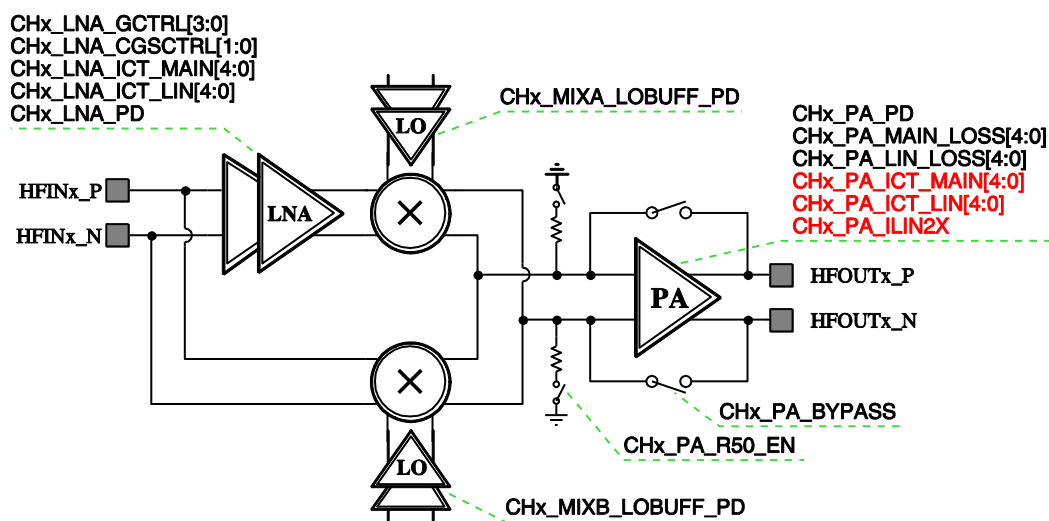 CHx_LNA_GCTRL[3:0]
CHx_LNA_CGSCTRL[1:0]
CHx_LNA_ICT_MAIN[4:0]
CHx_LNA_ICT_LIN[4:0]
CHx_LNA_PD
CHx_MIXA_LOBUFF_PD
LO
CHx_PA_PD
CHx_PA_MAIN_LOSS[4:0]
CHx_PA_LIN_LOSS[4:0]
CHx_PA_ICT_MAIN[4:0]
CHx_PA_ICT_LIN[4:0]
CHx_PA_ILIN2X
HFINx_P
HFINx_N
LNA
PA
HFOUTx_P
HFOUTx_N
CHx_PA_BYPASS
CHx_PA_R50_EN
LO
CHx_MIXB_LOBUFF_PD